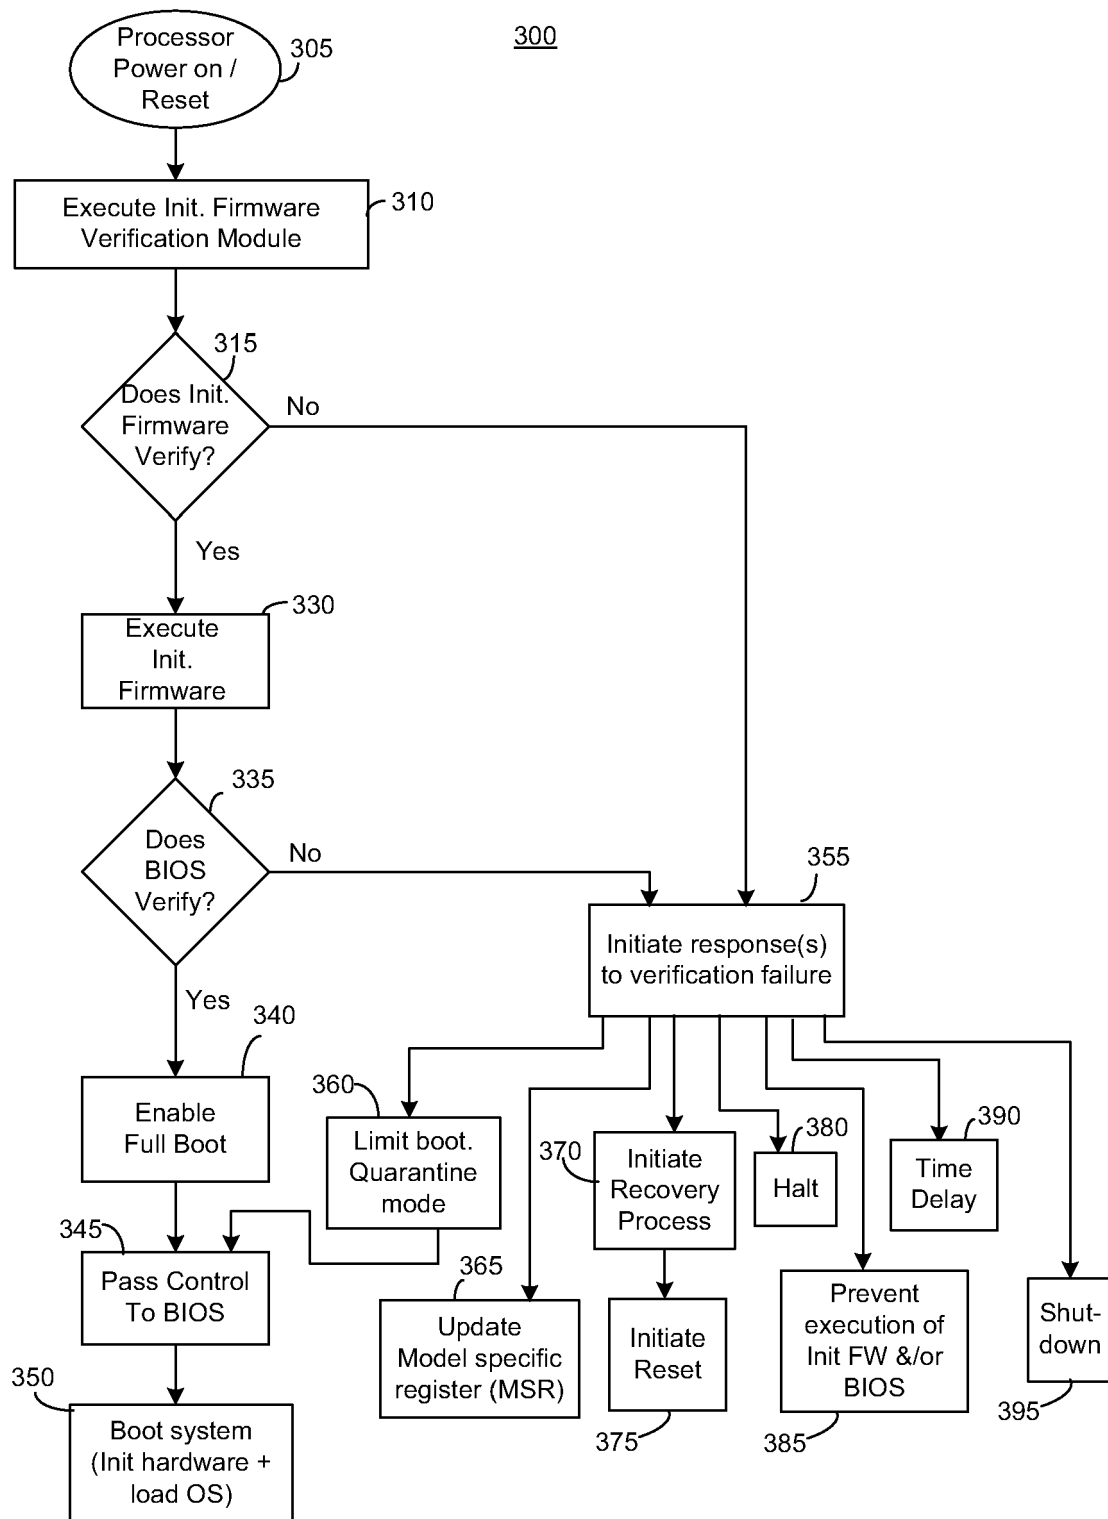 300
Processor
Power on /
Reset
305
Execute Init. Firmware
Verification Module
310
315
Does Init.
Firmware
Verify?
No
Yes
330
Execute
Init.
Firmware
335
Does
BIOS
Verify?
No
Yes
355
Initiate response(s)
to verification failure
340
Enable
Full Boot
360
Limit boot.
Quarantine
mode
370
Initiate
Recovery
Process
380
Halt
390
Time
Delay
345
Pass Control
To BIOS
365
Update
Model specific
register (MSR)
Initiate
Reset
375
Prevent
execution of
Init FW &/or
BIOS
385
Shut-
down
395
350
Boot system
(Init hardware +
load OS)